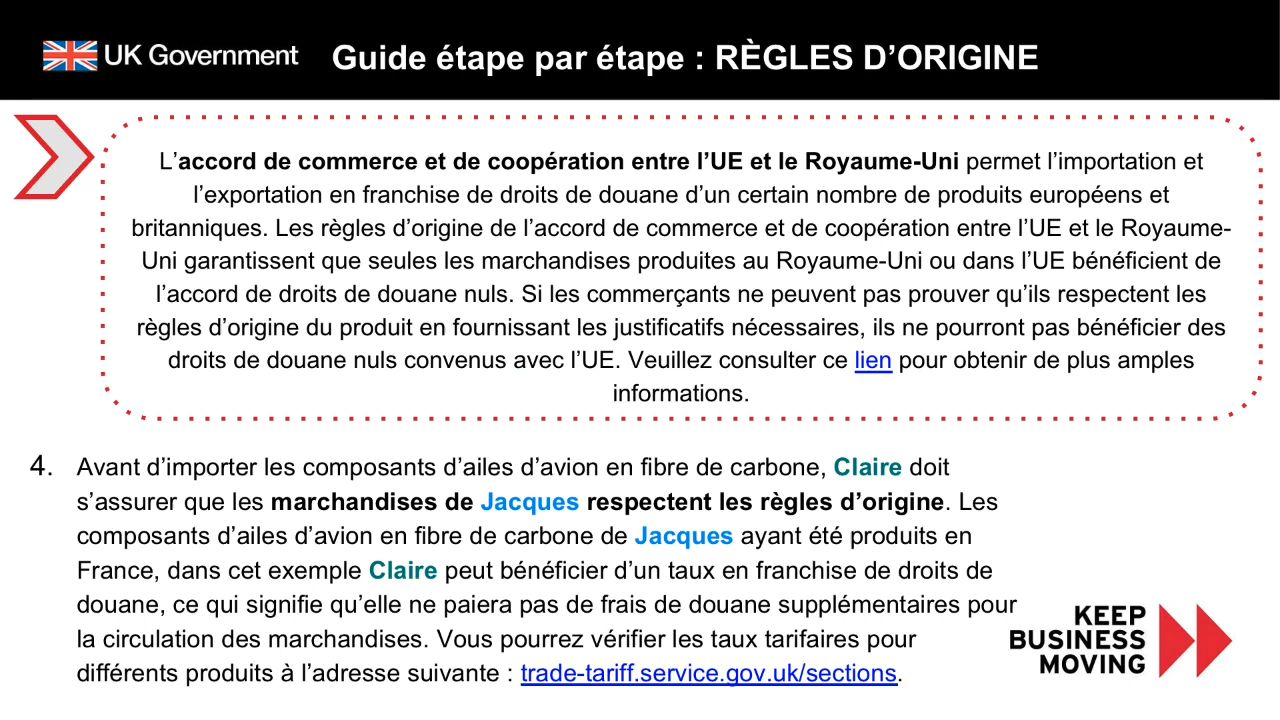 UK Government
Guide étape par étape : RÈGLES D’ORIGINE
L’accord de commerce et de coopération entre l’UE et le Royaume-Uni permet l’importation et
l’exportation en franchise de droits de douane d’un certain nombre de produits européens et
britanniques. Les règles d’origine de l’accord de commerce et de coopération entre l’UE et le Royaume-
Uni garantissent que seules les marchandises produites au Royaume-Uni ou dans l’UE bénéficient de
l’accord de droits de douane nuls. Si les commerçants ne peuvent pas prouver qu’ils respectent les
règles d’origine du produit en fournissant les justificatifs nécessaires, ils ne pourront pas bénéficier des
droits de douane nuls convenus avec l’UE. Veuillez consulter ce lien pour obtenir de plus amples
informations.
4. Avant d’importer les composants d’ailes d’avion en fibre de carbone, Claire doit
s’assurer que les marchandises de Jacques respectent les règles d’origine. Les
composants d’ailes d’avion en fibre de carbone de Jacques ayant été produits en
France, dans cet exemple Claire peut bénéficier d’un taux en franchise de droits de
douane, ce qui signifie qu’elle ne paiera pas de frais de douane supplémentaires pour
la circulation des marchandises. Vous pourrez vérifier les taux tarifaires pour
différents produits à l’adresse suivante : trade-tariff.service.gov.uk/sections.
KEEP
BUSINESS
MOVING